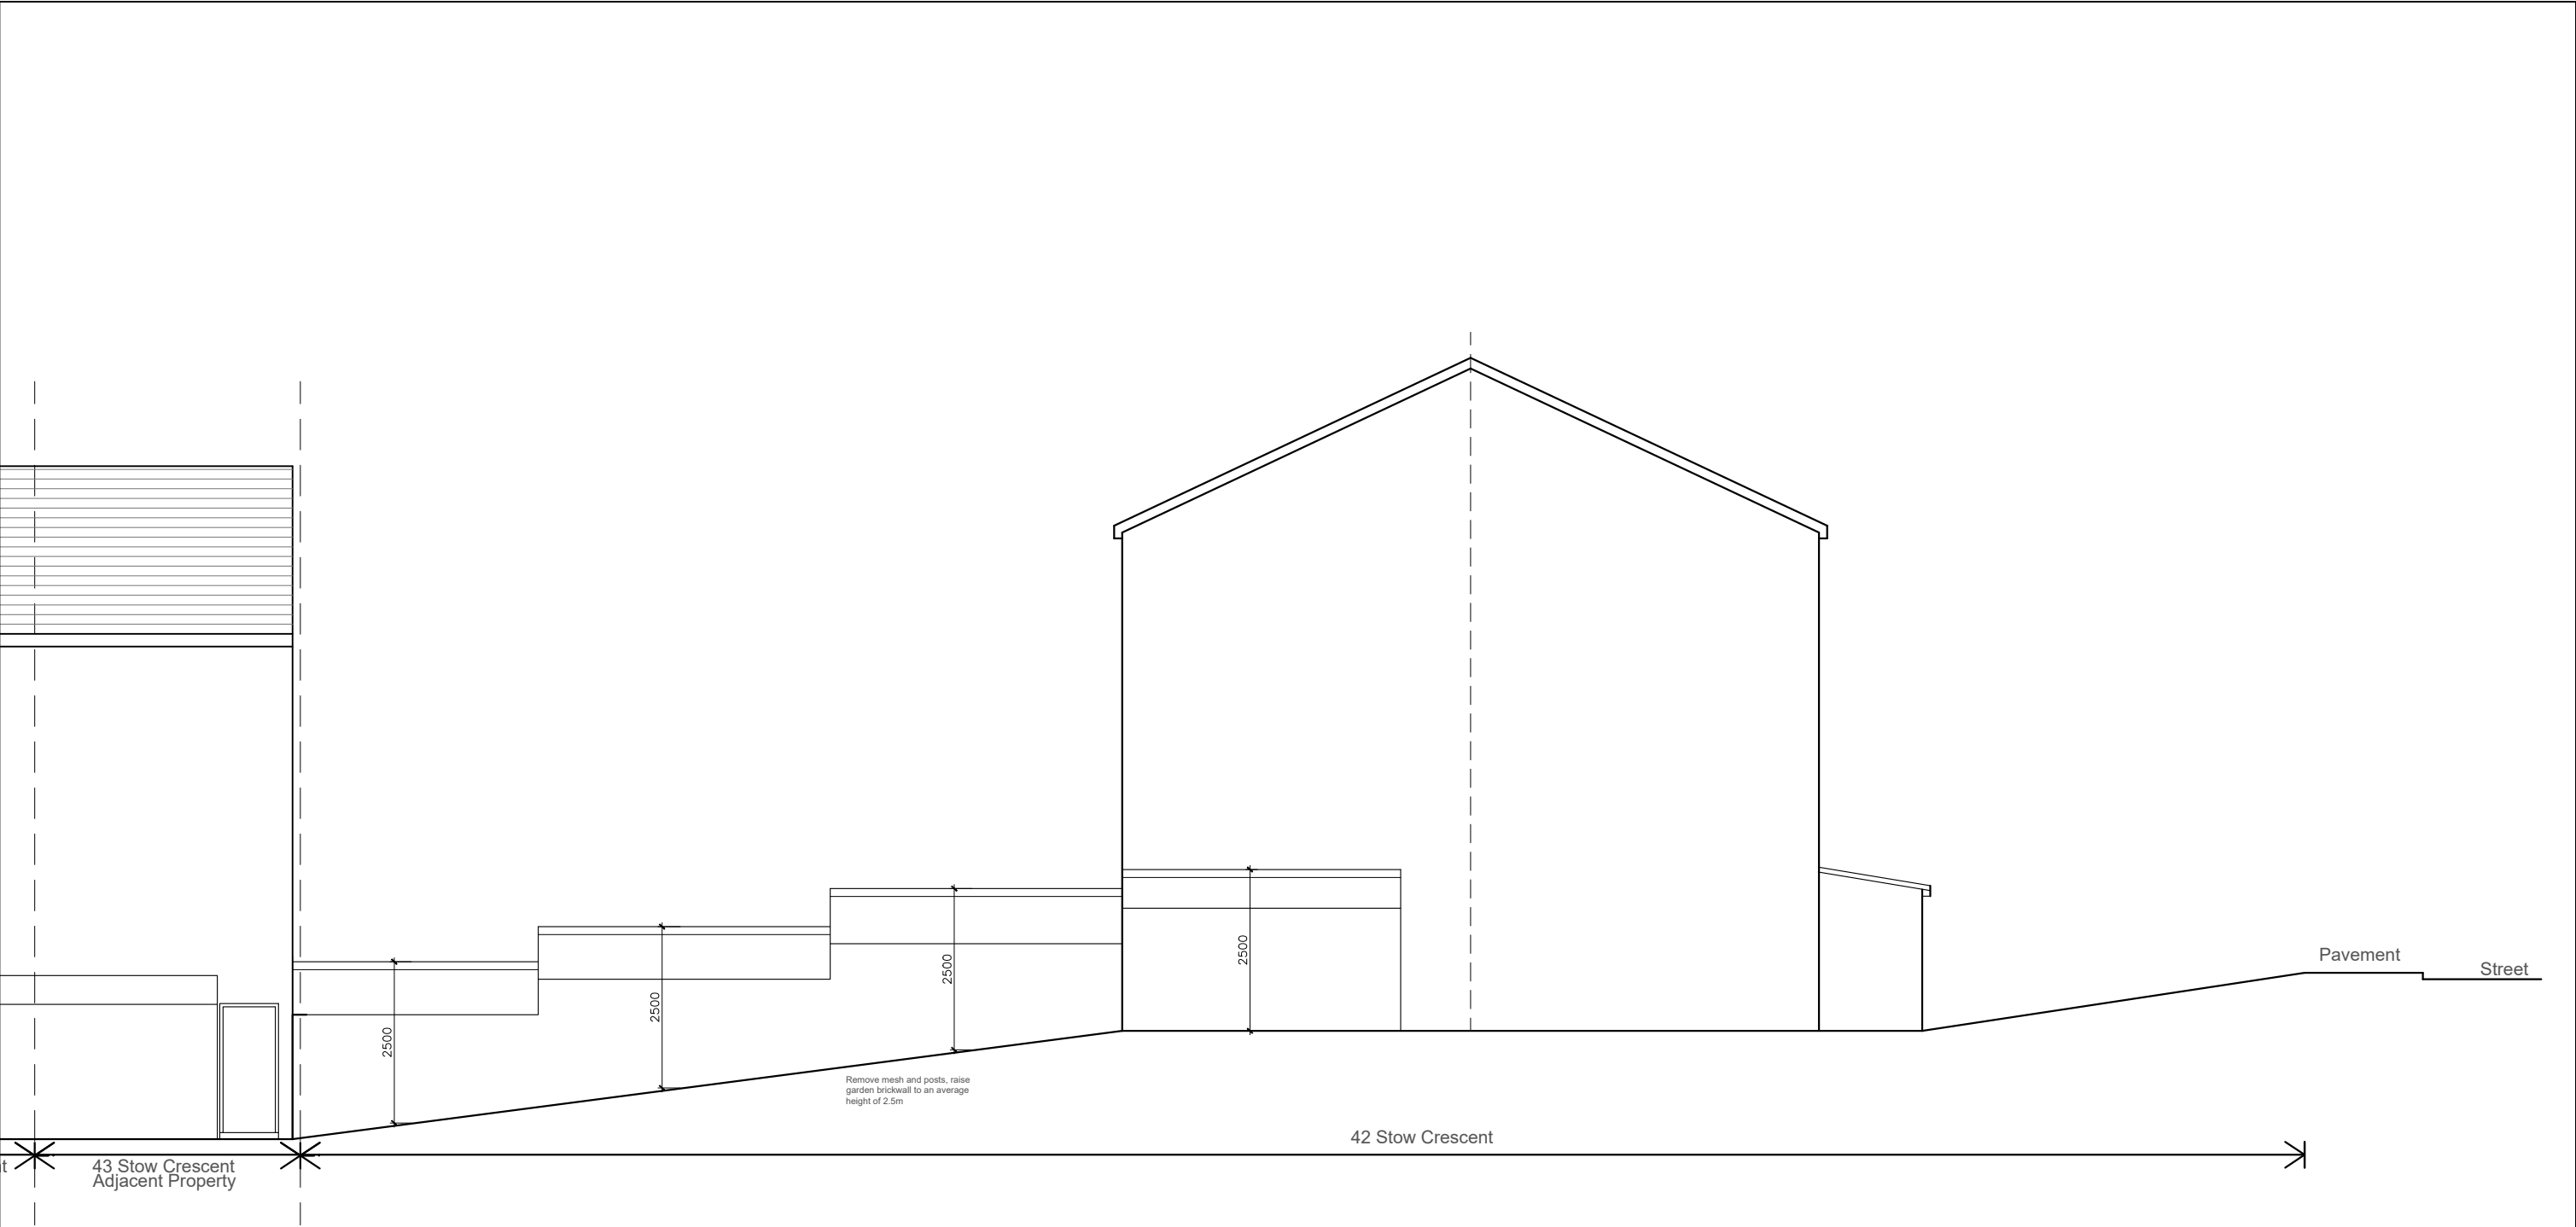 Pavement
Street
2500
2500
2500
2500
Remove mesh and posts, raise
garden brickwall to an average
height of 2.5m
42 Stow Crescent
43 Stow Crescent
Adjacent Property